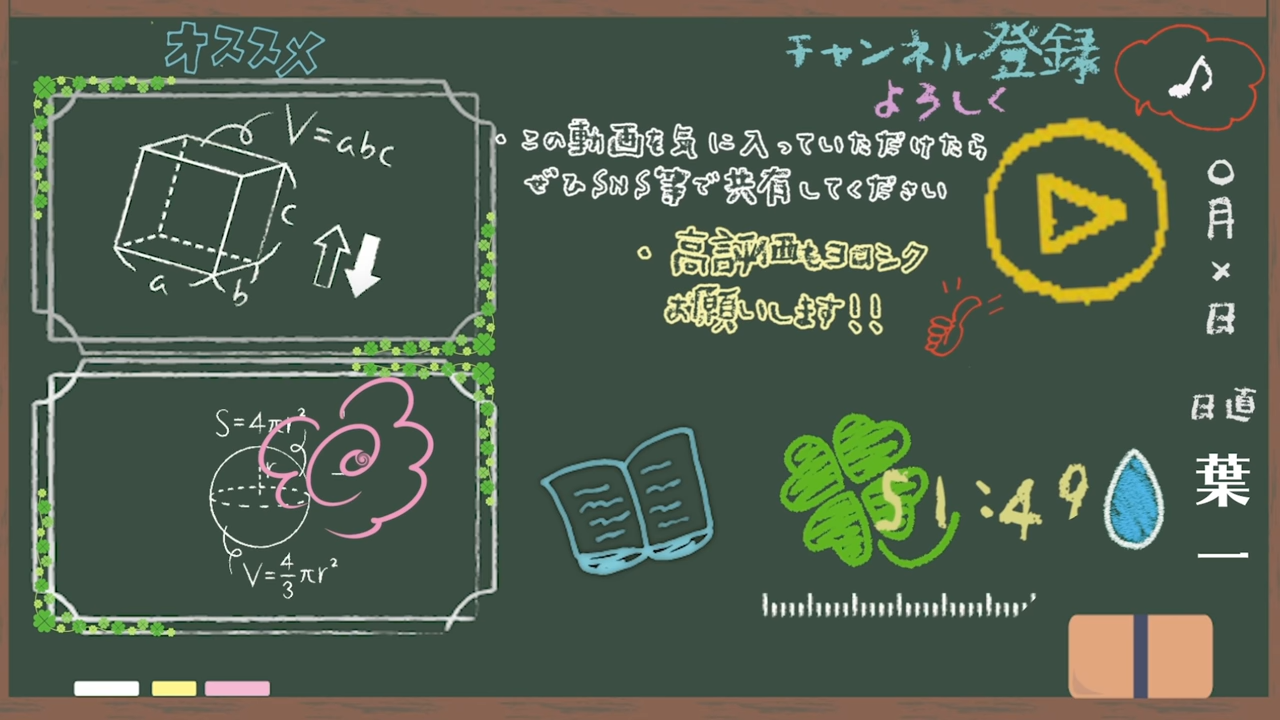 オススメ
V=abc
c
a
b
S=4πr²
r
V=4/3πr²
チャンネル登録
よろしく
・この動画を気に入っていただけたら
ぜひSNS等で共有してください
・高評価もヨロシク
お願いします!!
51:49
〇月×日
日直
葉一